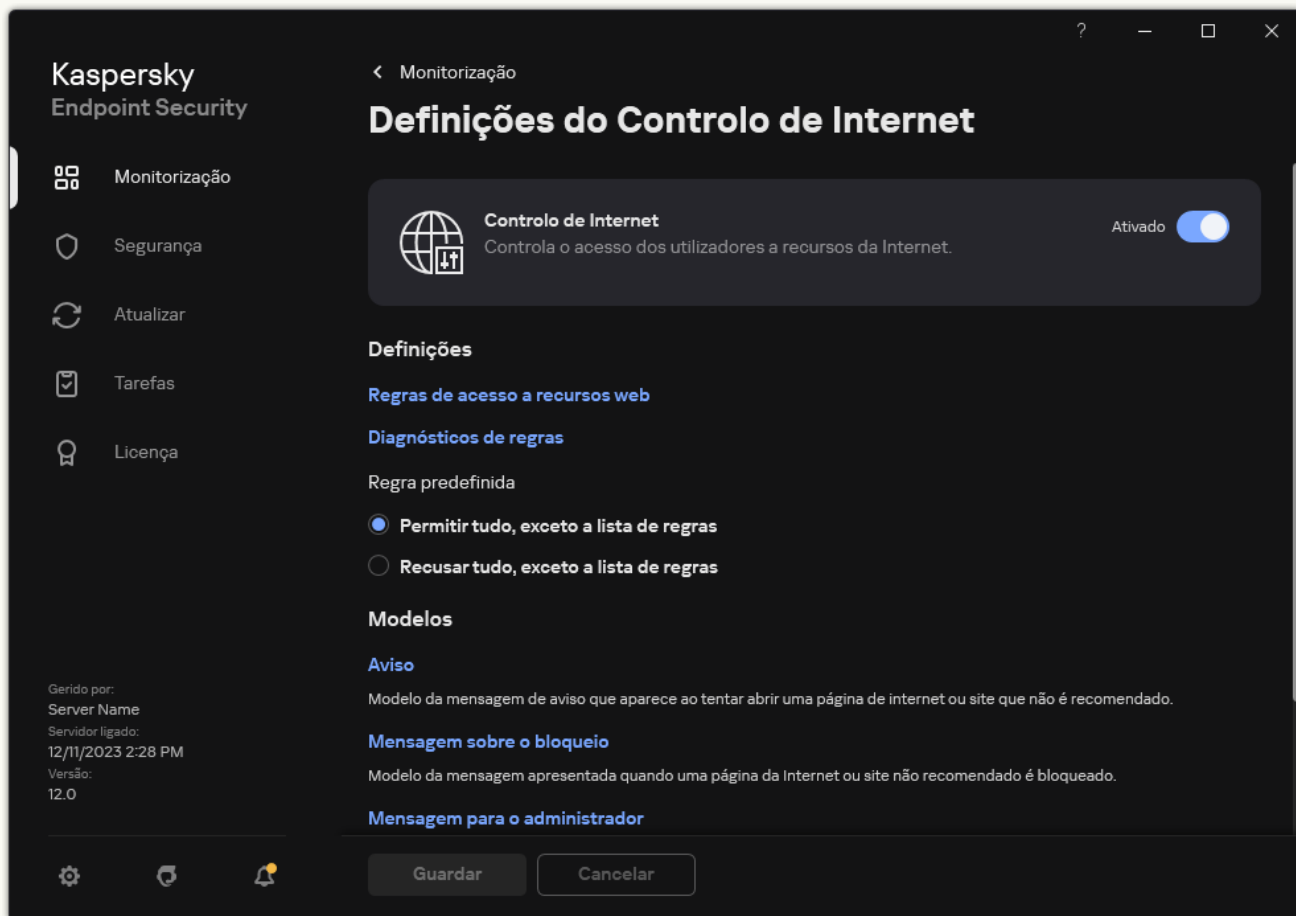 ?
Kaspersky
Endpoint Security
Monitorização
Segurança
Atualizar
Tarefas
Licença
Gerido por:
Server Name
Servidor ligado:
12/11/2023 2:28 PM
Versão:
12.0
Monitorização
Definições do Controlo de Internet
Controlo de Internet
Controla o acesso dos utilizadores a recursos da Internet.
Ativado
Definições
Regras de acesso a recursos web
Diagnósticos de regras
Regra predefinida
Permitir tudo, exceto a lista de regras
Recusar tudo, exceto a lista de regras
Modelos
Aviso
Modelo da mensagem de aviso que aparece ao tentar abrir uma página de internet ou site que não é recomendado.
Mensagem sobre o bloqueio
Modelo da mensagem apresentada quando uma página da Internet ou site não recomendado é bloqueado.
Mensagem para o administrador
Guardar
Cancelar